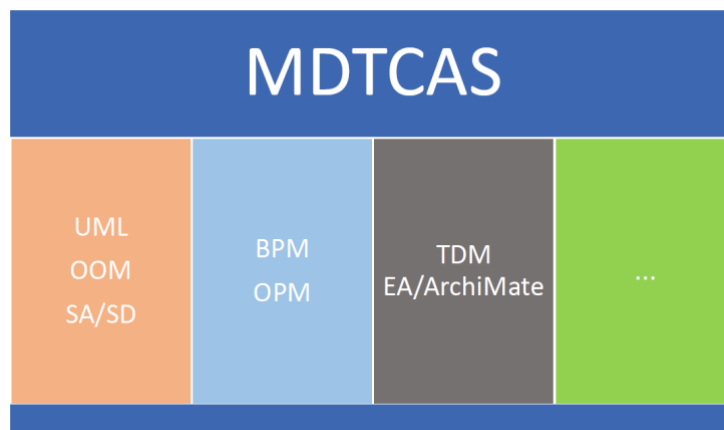 MDTCAS
UML
OOM
SA/SD
BPM
OPM
TDM
EA/ArchiMate
...